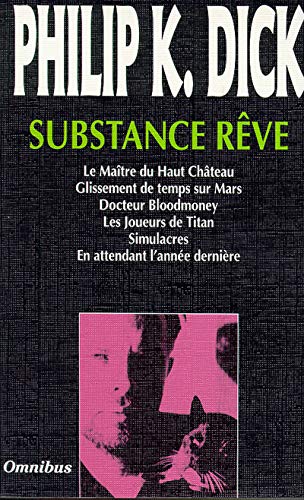 PHILIP K. DICK
SUBSTANCE RÊVE
Le Maître du Haut Château
Glissement de temps sur Mars
Docteur Bloodmoney
Les Joueurs de Titan
Simulacres
En attendant l'année dernière
Omnibus